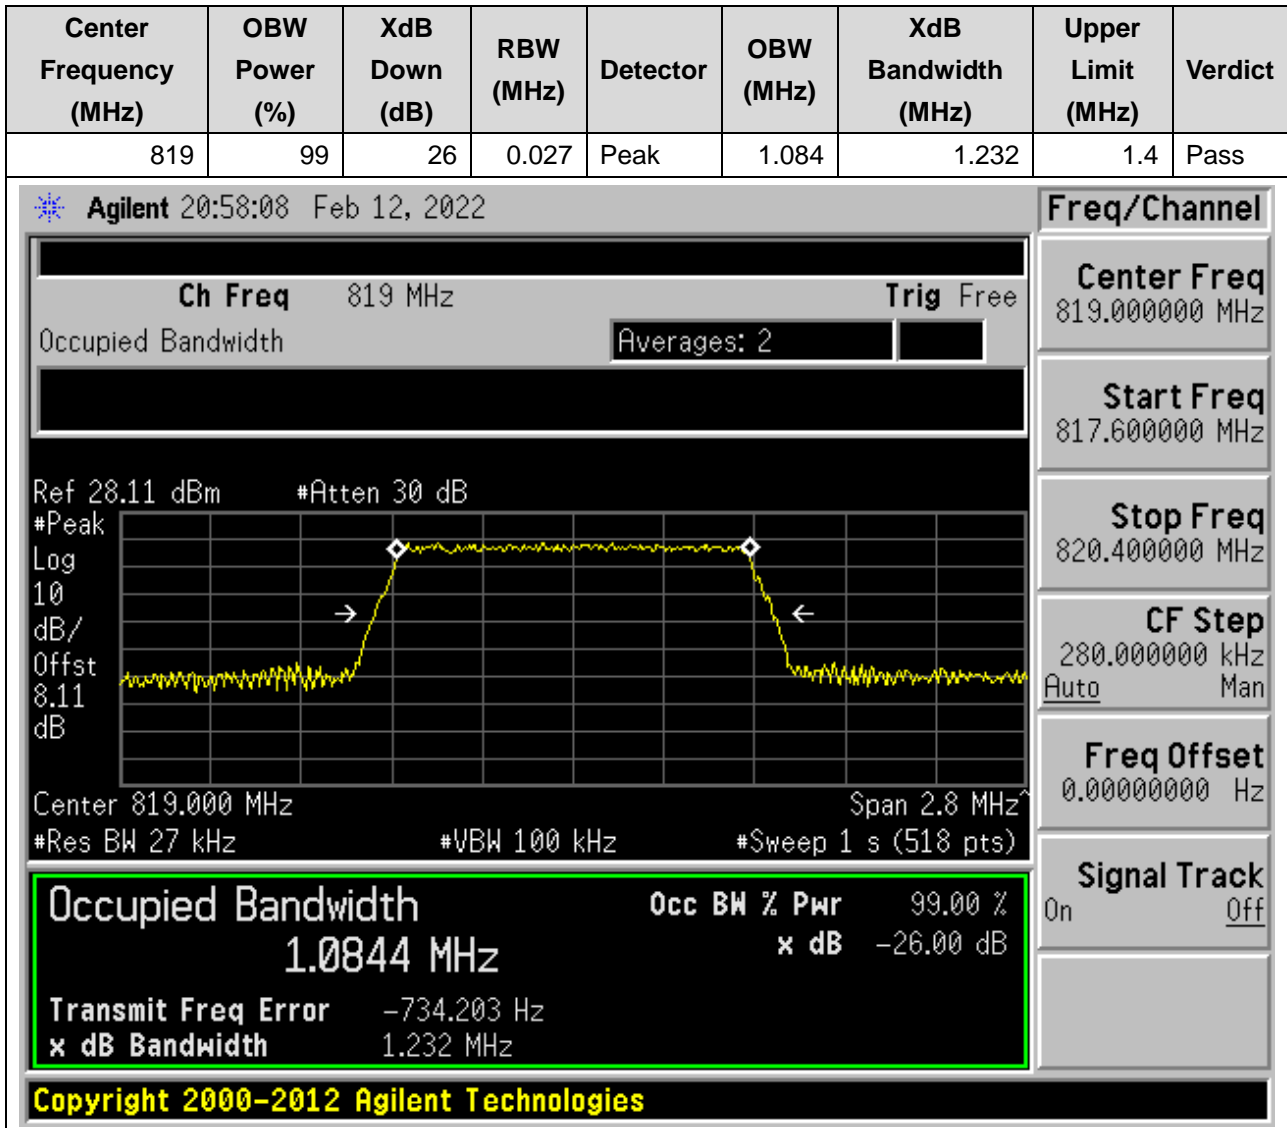 Center Frequency (MHz) OBW Power (%) XdB Down (dB) RBW (MHz) Detector OBW (MHz) XdB Bandwidth (MHz) Upper Limit (MHz) Verdict
819 99 26 0.027 Peak 1.084 1.232 1.4 Pass
Agilent 20:58:08 Feb 12, 2022
Ch Freq 819 MHz Trig Free
Occupied Bandwidth Averages: 2
Ref 28.11 dBm #Atten 30 dB
#Peak
Log
10
dB/
Offst
8.11
dB
Center 819.000 MHz Span 2.8 MHz^
#Res BW 27 kHz #VBW 100 kHz #Sweep 1 s (518 pts)
Occupied Bandwidth Occ BW % Pwr 99.00 %
1.0844 MHz x dB -26.00 dB
Transmit Freq Error -734.203 Hz
x dB Bandwidth 1.232 MHz
Freq/Channel
Center Freq
819.000000 MHz
Start Freq
817.600000 MHz
Stop Freq
820.400000 MHz
CF Step
280.000000 kHz
Auto Man
Freq Offset
0.00000000 Hz
Signal Track
On Off
Copyright 2000-2012 Agilent Technologies